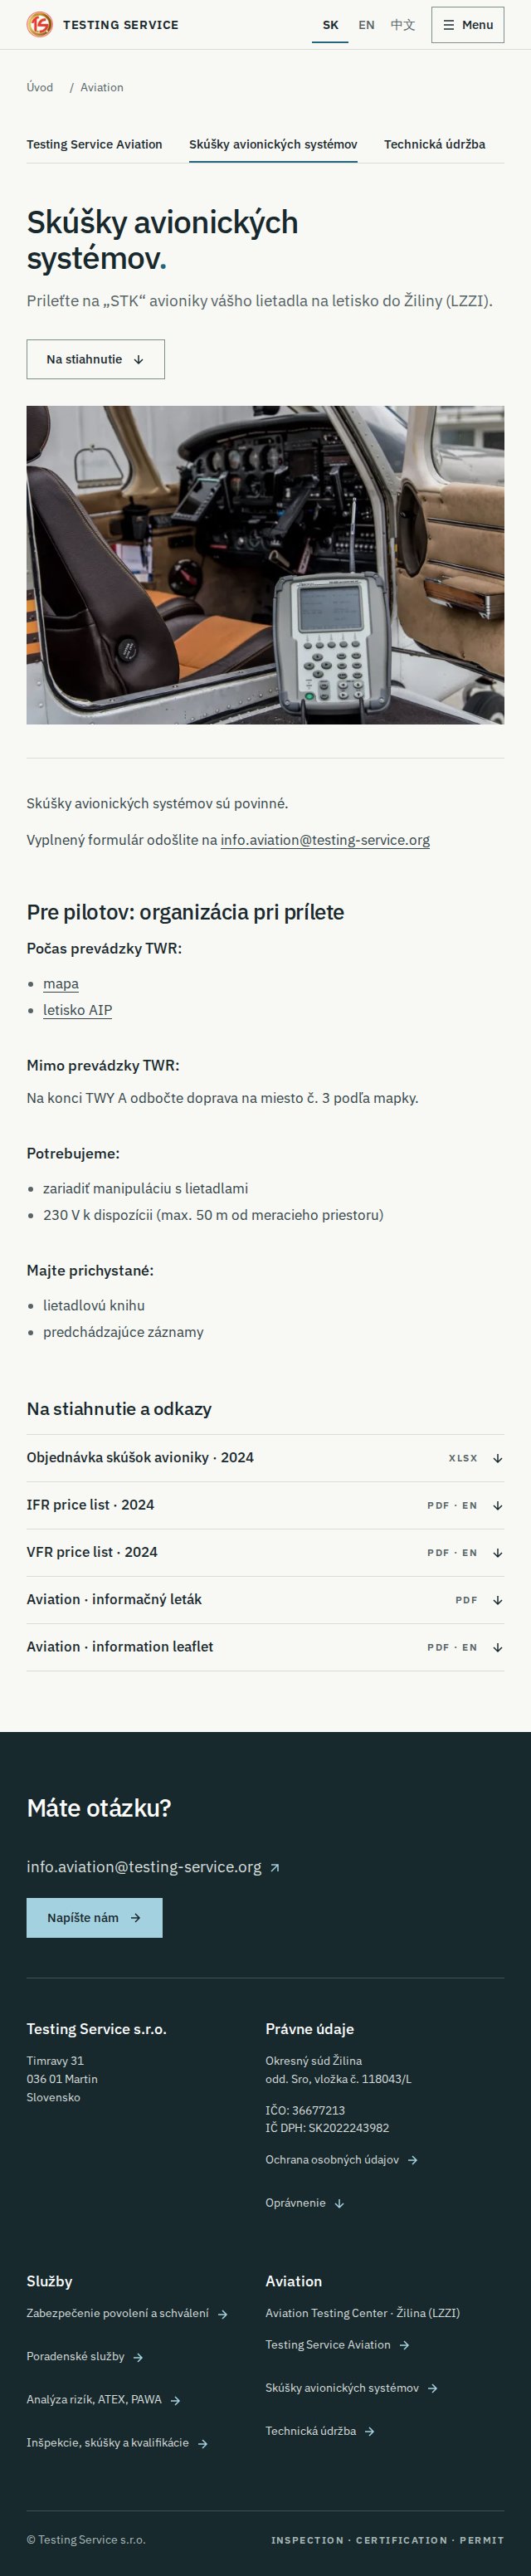 TESTING SERVICE
SK EN 中文 Menu
Úvod / Aviation
Testing Service Aviation Skúšky avionických systémov Technická údržba
Skúšky avionických
systémov.
Prileťte na „STK“ avioniky vášho lietadla na letisko do Žiliny (LZZI).
Na stiahnutie
Skúšky avionických systémov sú povinné.
Vyplnený formulár odošlite na info.aviation@testing-service.org
Pre pilotov: organizácia pri prílete
Počas prevádzky TWR:
mapa
letisko AIP
Mimo prevádzky TWR:
Na konci TWY A odbočte doprava na miesto č. 3 podľa mapky.
Potrebujeme:
zariadiť manipuláciu s lietadlami
230 V k dispozícii (max. 50 m od meracieho priestoru)
Majte prichystané:
lietadlovú knihu
predchádzajúce záznamy
Na stiahnutie a odkazy
Objednávka skúšok avioniky · 2024 XLSX
IFR price list · 2024 PDF · EN
VFR price list · 2024 PDF · EN
Aviation · informačný leták PDF
Aviation · information leaflet PDF · EN
Máte otázku?
info.aviation@testing-service.org
Napíšte nám
Testing Service s.r.o.
Timravy 31
036 01 Martin
Slovensko
Právne údaje
Okresný súd Žilina
odd. Sro, vložka č. 118043/L
IČO: 36677213
IČ DPH: SK2022243982
Ochrana osobných údajov
Oprávnenie
Služby
Zabezpečenie povolení a schválení
Poradenské služby
Analýza rizík, ATEX, PAWA
Inšpekcie, skúšky a kvalifikácie
Aviation
Aviation Testing Center · Žilina (LZZI)
Testing Service Aviation
Skúšky avionických systémov
Technická údržba
© Testing Service s.r.o. INSPECTION · CERTIFICATION · PERMIT